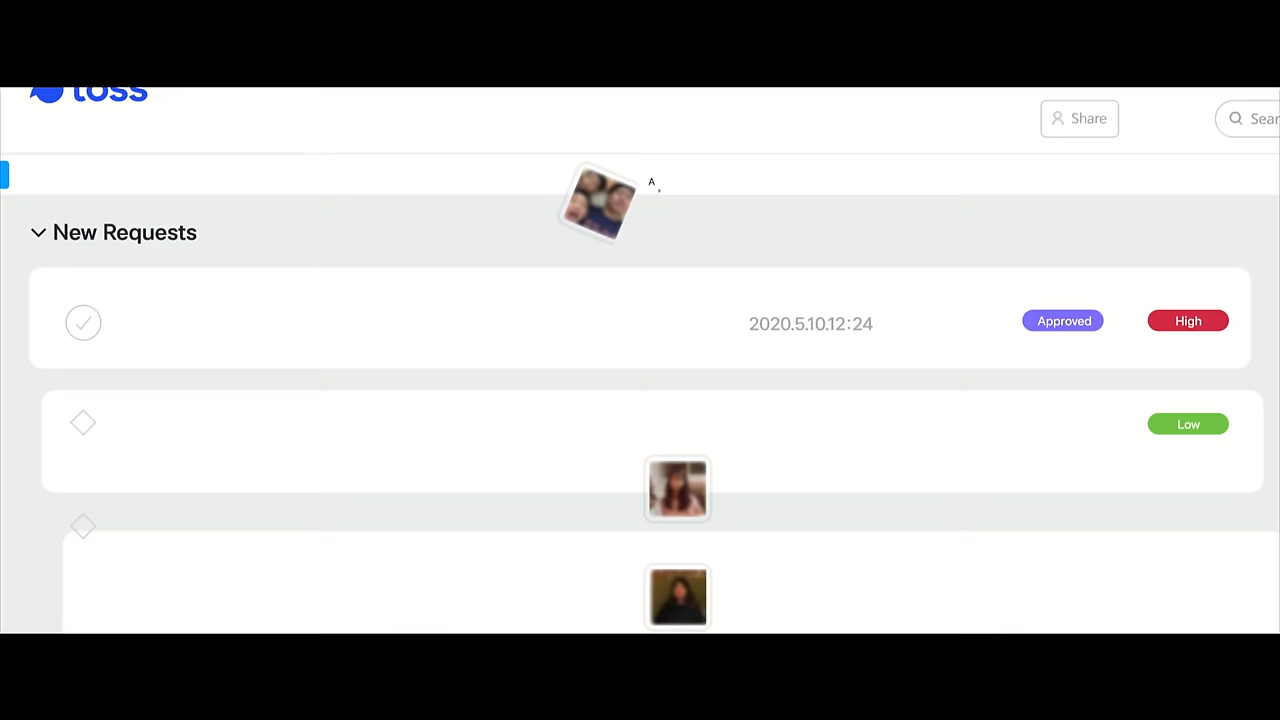 toss
Share
Sear
A
New Requests
2020.5.10.12:24
Approved
High
Low